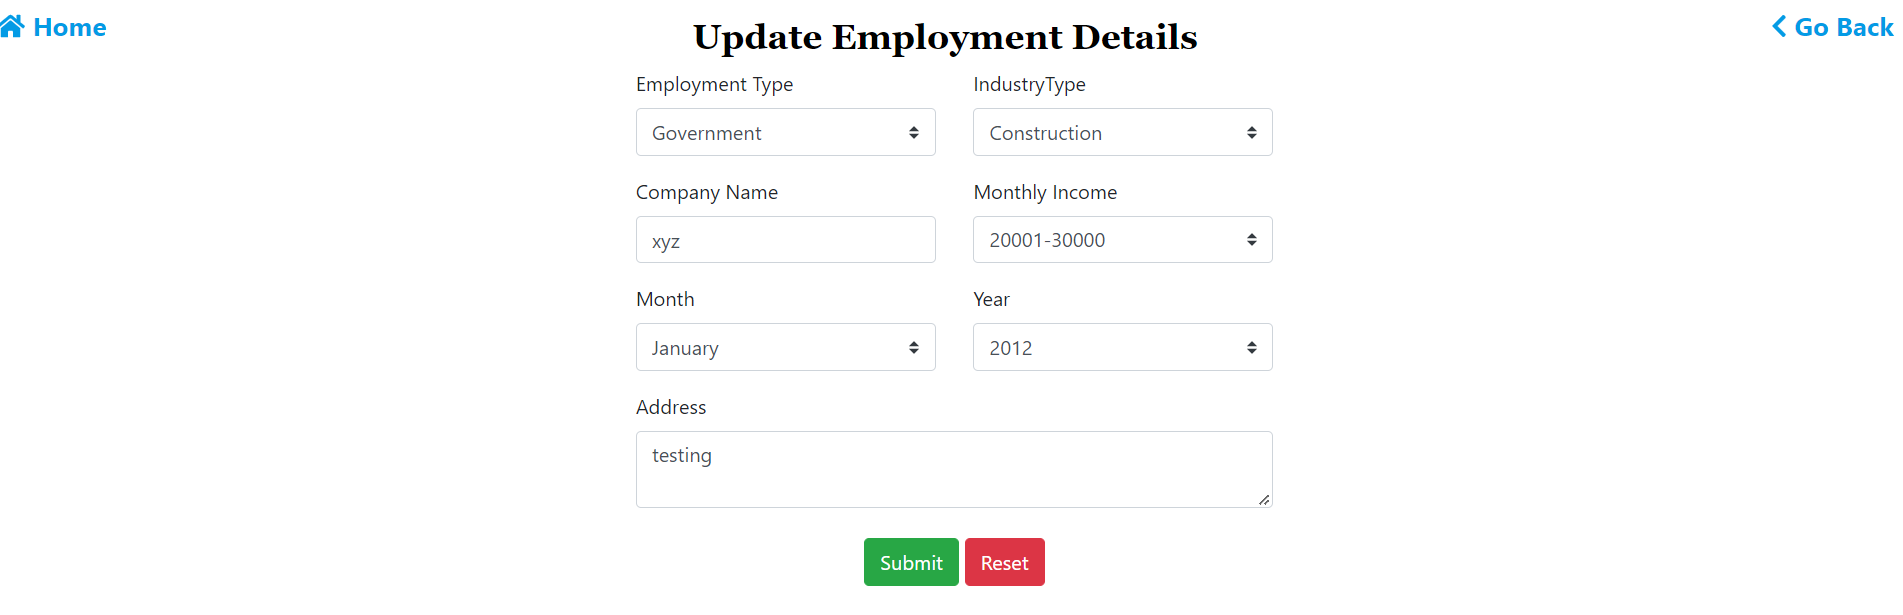 Home
Update Employment Details
Go Back
Employment Type
IndustryType
Government
Construction
Company Name
Monthly Income
xyz
20001-30000
Month
Year
January
2012
Address
testing
Submit
Reset